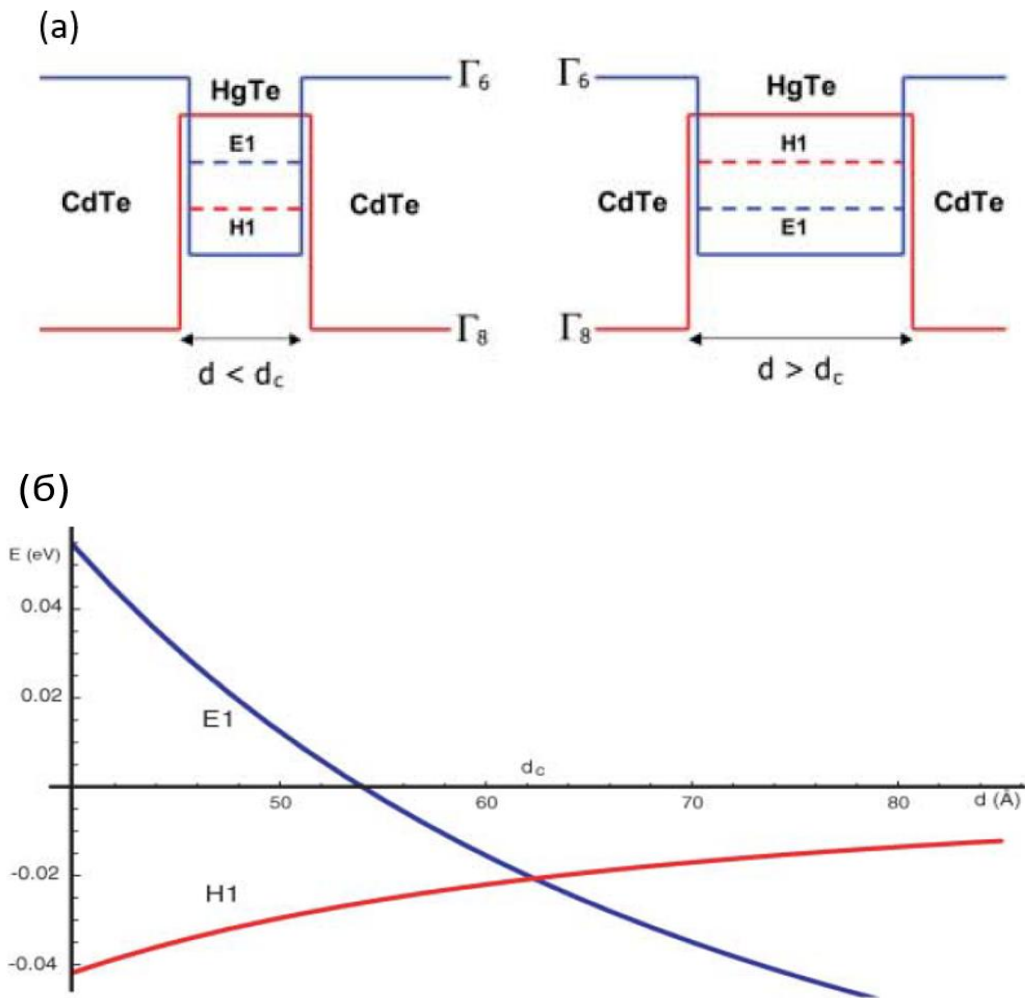 (а)
Γ6 Γ6
HgTe HgTe
E1 H1
CdTe CdTe CdTe CdTe
H1 E1
Γ8 Γ8
d < dc d > dc
(б)
E (eV)
0.04
0.02
E1
dc
50 60 70 80 d (Å)
-0.02
H1
-0.04